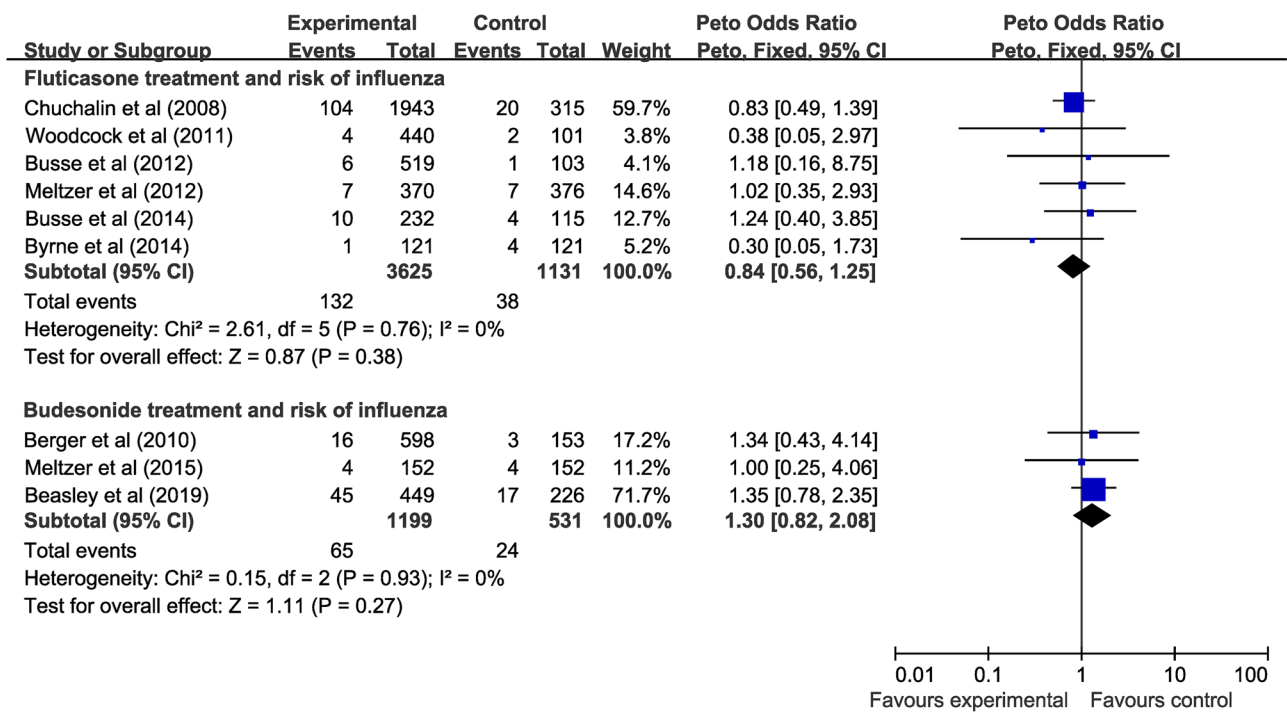 Experimental Control Peto Odds Ratio Peto Odds Ratio
Study or Subgroup Events Total Events Total Weight Peto, Fixed, 95% CI Peto, Fixed, 95% CI
Fluticasone treatment and risk of influenza
Chuchalin et al (2008) 104 1943 20 315 59.7% 0.83 [0.49, 1.39]
Woodcock et al (2011) 4 440 2 101 3.8% 0.38 [0.05, 2.97]
Busse et al (2012) 6 519 1 103 4.1% 1.18 [0.16, 8.75]
Meltzer et al (2012) 7 370 7 376 14.6% 1.02 [0.35, 2.93]
Busse et al (2014) 10 232 4 115 12.7% 1.24 [0.40, 3.85]
Byrne et al (2014) 1 121 4 121 5.2% 0.30 [0.05, 1.73]
Subtotal (95% CI) 3625 1131 100.0% 0.84 [0.56, 1.25]
Total events 132 38
Heterogeneity: Chi² = 2.61, df = 5 (P = 0.76); I² = 0%
Test for overall effect: Z = 0.87 (P = 0.38)
Budesonide treatment and risk of influenza
Berger et al (2010) 16 598 3 153 17.2% 1.34 [0.43, 4.14]
Meltzer et al (2015) 4 152 4 152 11.2% 1.00 [0.25, 4.06]
Beasley et al (2019) 45 449 17 226 71.7% 1.35 [0.78, 2.35]
Subtotal (95% CI) 1199 531 100.0% 1.30 [0.82, 2.08]
Total events 65 24
Heterogeneity: Chi² = 0.15, df = 2 (P = 0.93); I² = 0%
Test for overall effect: Z = 1.11 (P = 0.27)
0.01 0.1 1 10 100
Favours experimental Favours control